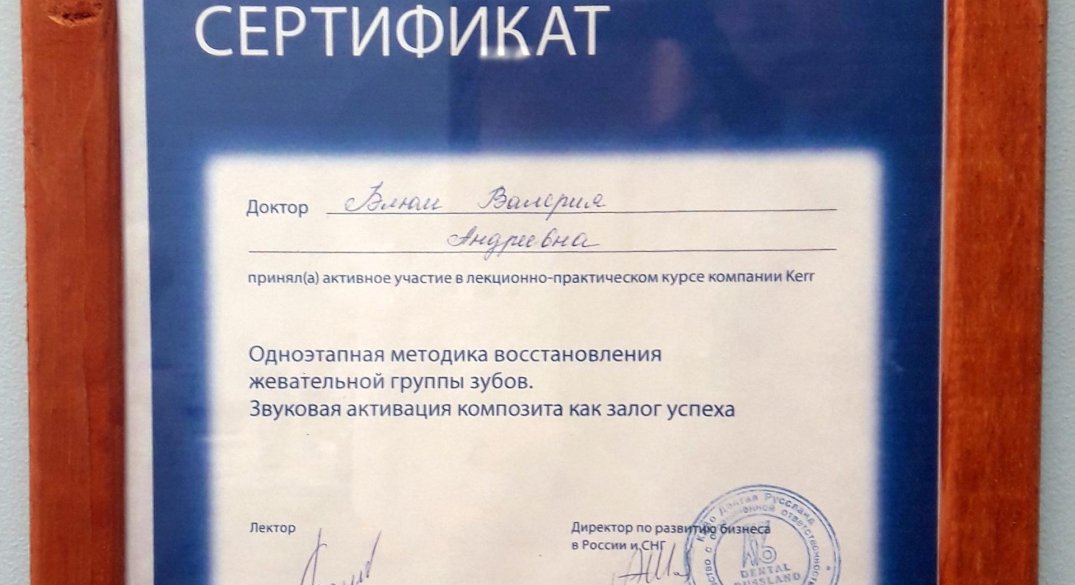 СЕРТИФИКАТ
Доктор Блюм Валерия
Андреевна
принял(а) активное участие в лекционно-практическом курсе компании Kerr
Одноэтапная методика восстановления
жевательной группы зубов.
Звуковая активация композита как залог успеха
Лектор
Директор по развитию бизнеса
в России и СНГ
DENTAL
RUSSLAND